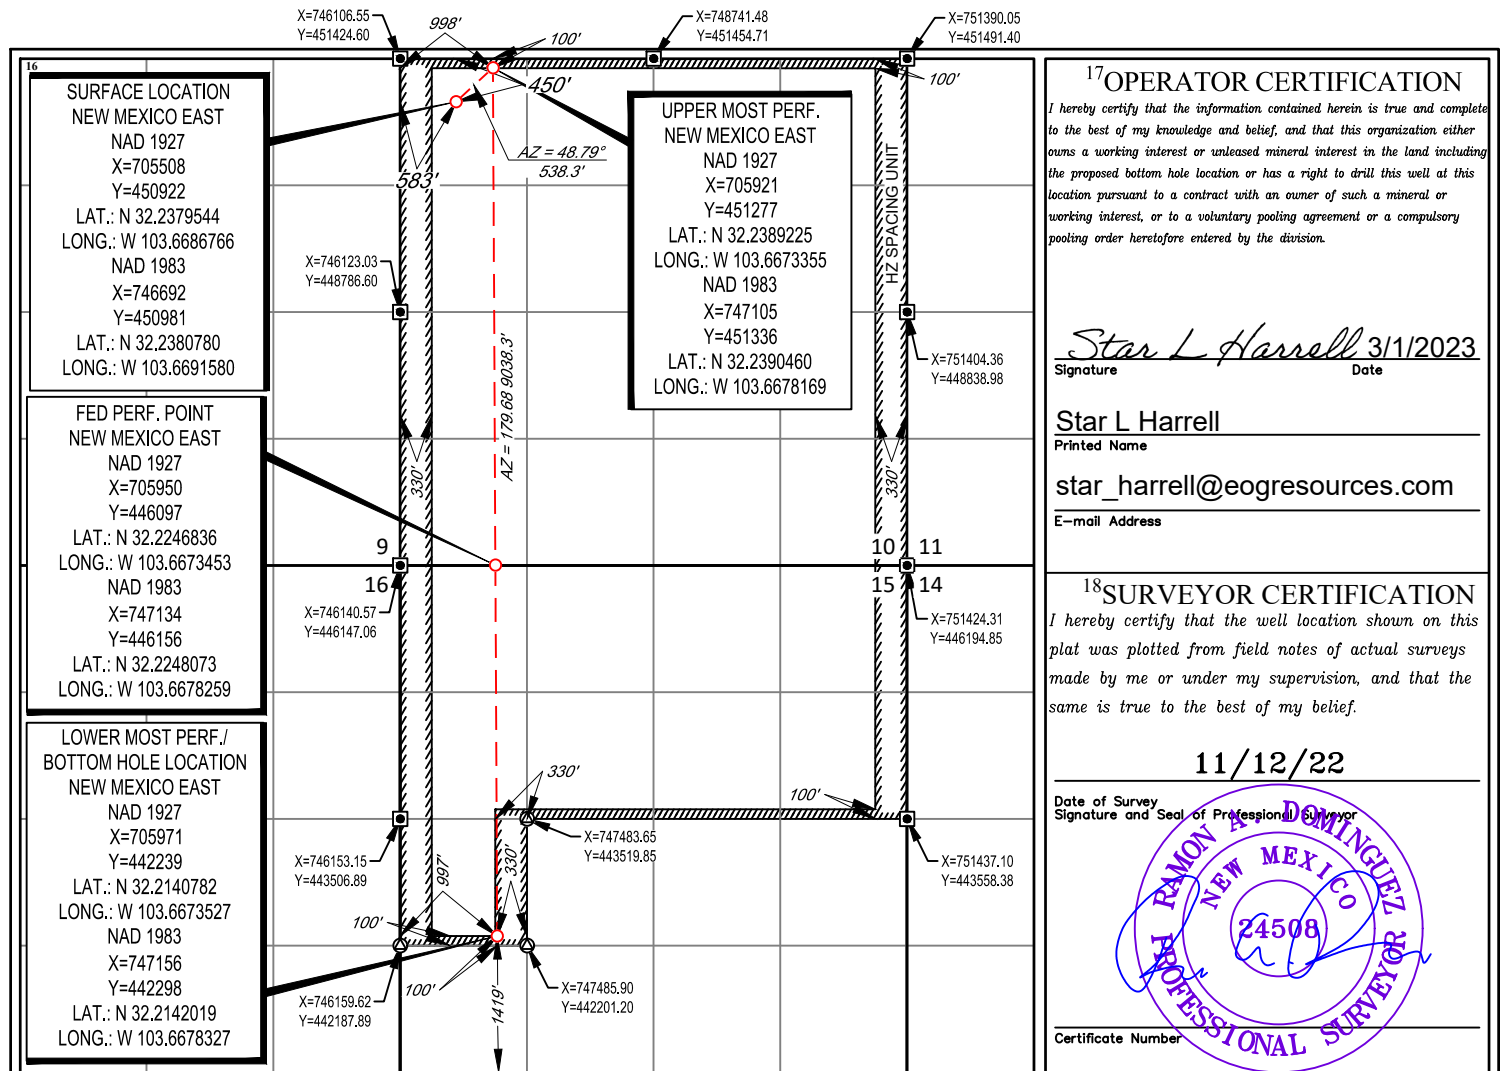 X=746106.55
Y=451424.60
998'
100'
X=748741.48
Y=451454.71
X=751390.05
Y=451491.40
16
SURFACE LOCATION
NEW MEXICO EAST
NAD 1927
X=705508
Y=450922
LAT.: N 32.2379544
LONG.: W 103.6686766
NAD 1983
X=746692
Y=450981
LAT.: N 32.2380780
LONG.: W 103.6691580
450'
100'
AZ = 48.79°
538.3'
583'
UPPER MOST PERF.
NEW MEXICO EAST
NAD 1927
X=705921
Y=451277
LAT.: N 32.2389225
LONG.: W 103.6673355
NAD 1983
X=747105
Y=451336
LAT.: N 32.2390460
LONG.: W 103.6678169
HZ SPACING UNIT
X=746123.03
Y=448786.60
X=751404.36
Y=448838.98
AZ = 179.68 9038.3'
330'
330'
FED PERF. POINT
NEW MEXICO EAST
NAD 1927
X=705950
Y=446097
LAT.: N 32.2246836
LONG.: W 103.6673453
NAD 1983
X=747134
Y=446156
LAT.: N 32.2248073
LONG.: W 103.6678259
9
10 11
16
15 14
X=746140.57
Y=446147.06
X=751424.31
Y=446194.85
LOWER MOST PERF./
BOTTOM HOLE LOCATION
NEW MEXICO EAST
NAD 1927
X=705971
Y=442239
LAT.: N 32.2140782
LONG.: W 103.6673527
NAD 1983
X=747156
Y=442298
LAT.: N 32.2142019
LONG.: W 103.6678327
330'
100'
X=747483.65
Y=443519.85
X=746153.15
Y=443506.89
X=751437.10
Y=443558.38
997'
330'
100'
100'
X=746159.62
Y=442187.89
X=747485.90
Y=442201.20
1419'
17OPERATOR CERTIFICATION
I hereby certify that the information contained herein is true and complete
to the best of my knowledge and belief, and that this organization either
owns a working interest or unleased mineral interest in the land including
the proposed bottom hole location or has a right to drill this well at this
location pursuant to a contract with an owner of such a mineral or
working interest, or to a voluntary pooling agreement or a compulsory
pooling order heretofore entered by the division.
Star L Harrell 3/1/2023
Signature Date
Star L Harrell
Printed Name
star_harrell@eogresources.com
E-mail Address
18SURVEYOR CERTIFICATION
I hereby certify that the well location shown on this
plat was plotted from field notes of actual surveys
made by me or under my supervision, and that the
same is true to the best of my belief.
11/12/22
Date of Survey
Signature and Seal of Professional Surveyor
RAMON A. DOMINGUEZ
NEW MEXICO
24508
PROFESSIONAL SURVEYOR
Certificate Number